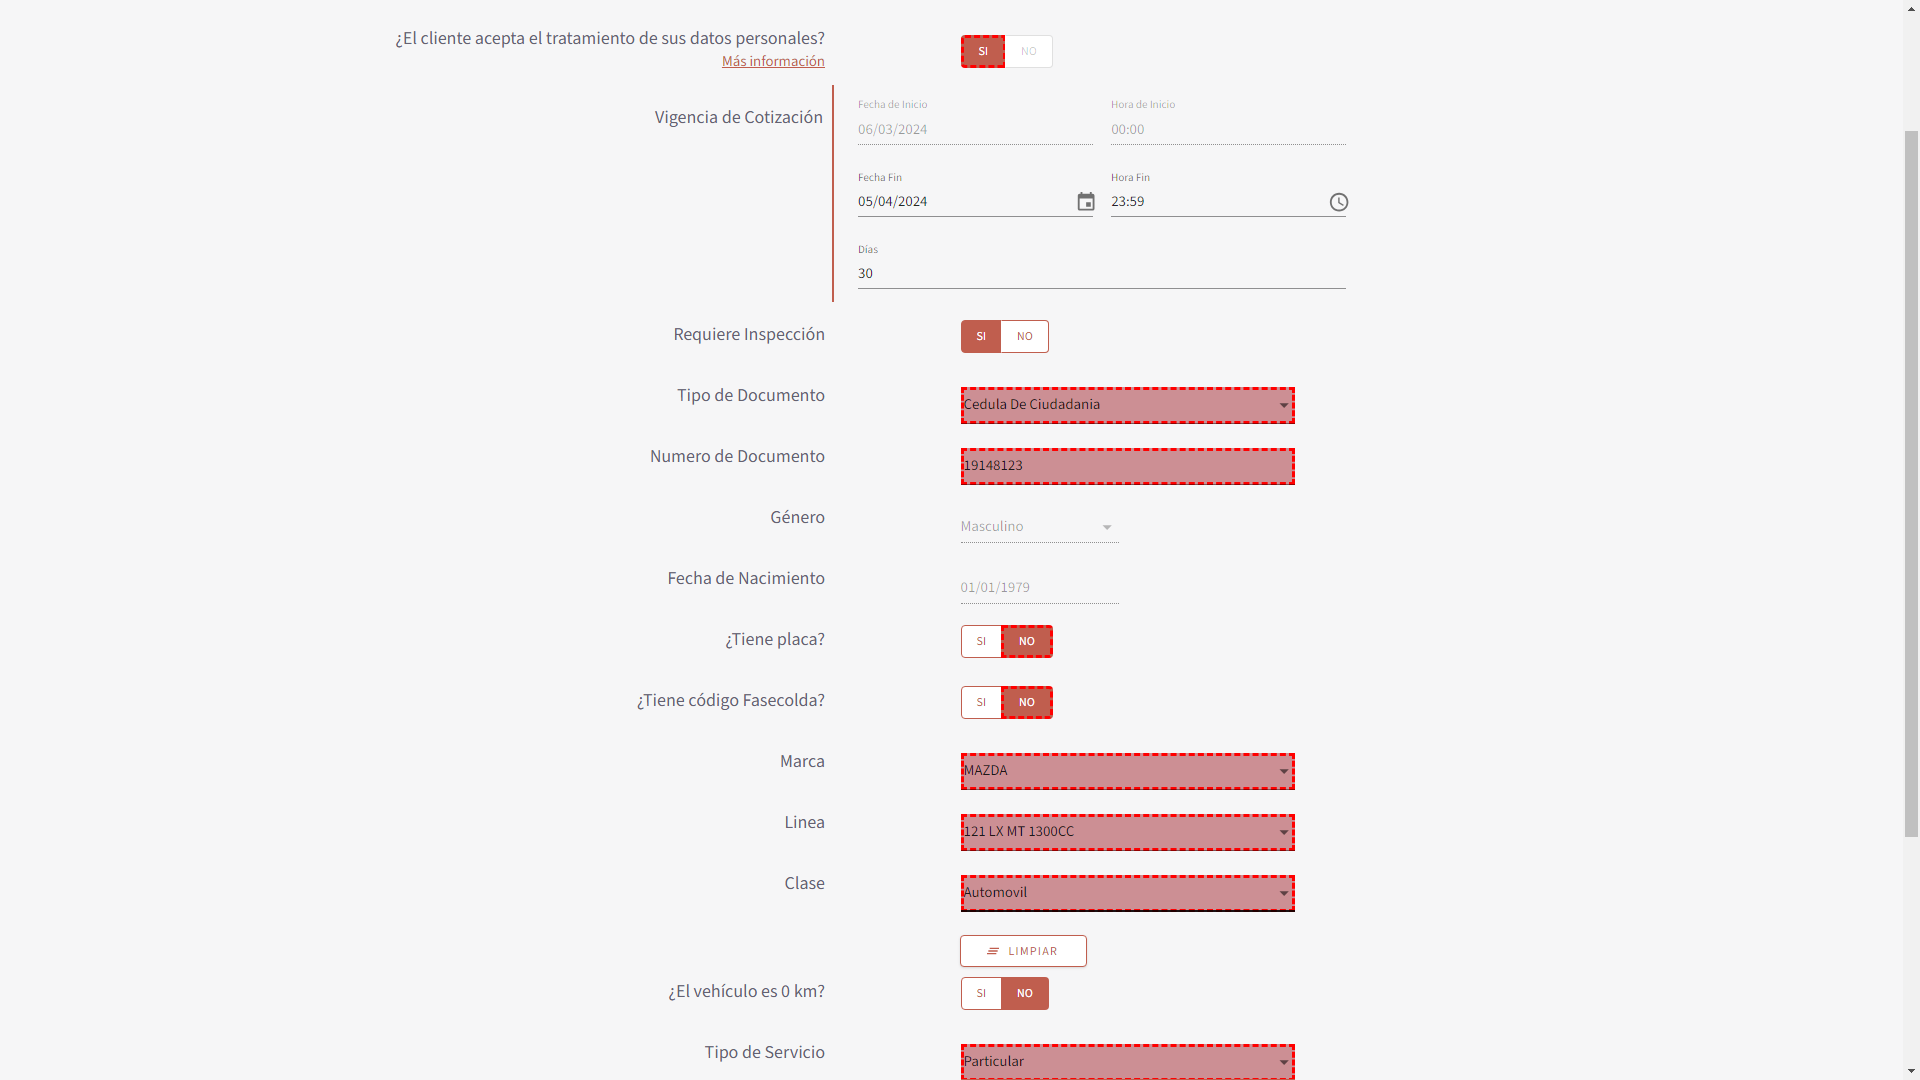 ¿El cliente acepta el tratamiento de sus datos personales?
SI NO
Más información
Vigencia de Cotización
Fecha de Inicio
06/03/2024
Hora de Inicio
00:00
Fecha Fin
05/04/2024
Hora Fin
23:59
Días
30
Requiere Inspección
SI NO
Tipo de Documento
Cedula De Ciudadania
Numero de Documento
19148123
Género
Masculino
Fecha de Nacimiento
01/01/1979
¿Tiene placa?
SI NO
¿Tiene código Fasecolda?
SI NO
Marca
MAZDA
Linea
121 LX MT 1300CC
Clase
Automovil
LIMPIAR
¿El vehículo es 0 km?
SI NO
Tipo de Servicio
Particular